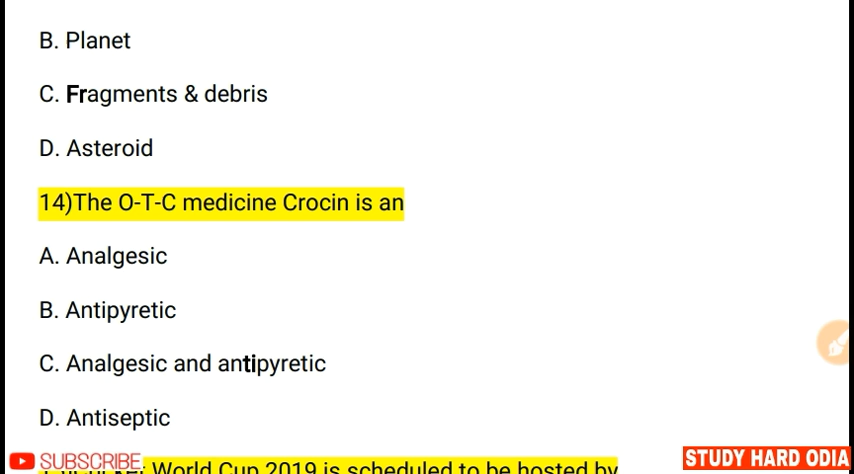 B. Planet
C. Fragments & debris
D. Asteroid
14)The O-T-C medicine Crocin is an
A. Analgesic
B. Antipyretic
C. Analgesic and antipyretic
D. Antiseptic
SUBSCRIBE
World Cup 2019 is scheduled to be hosted by
STUDY HARD ODIA